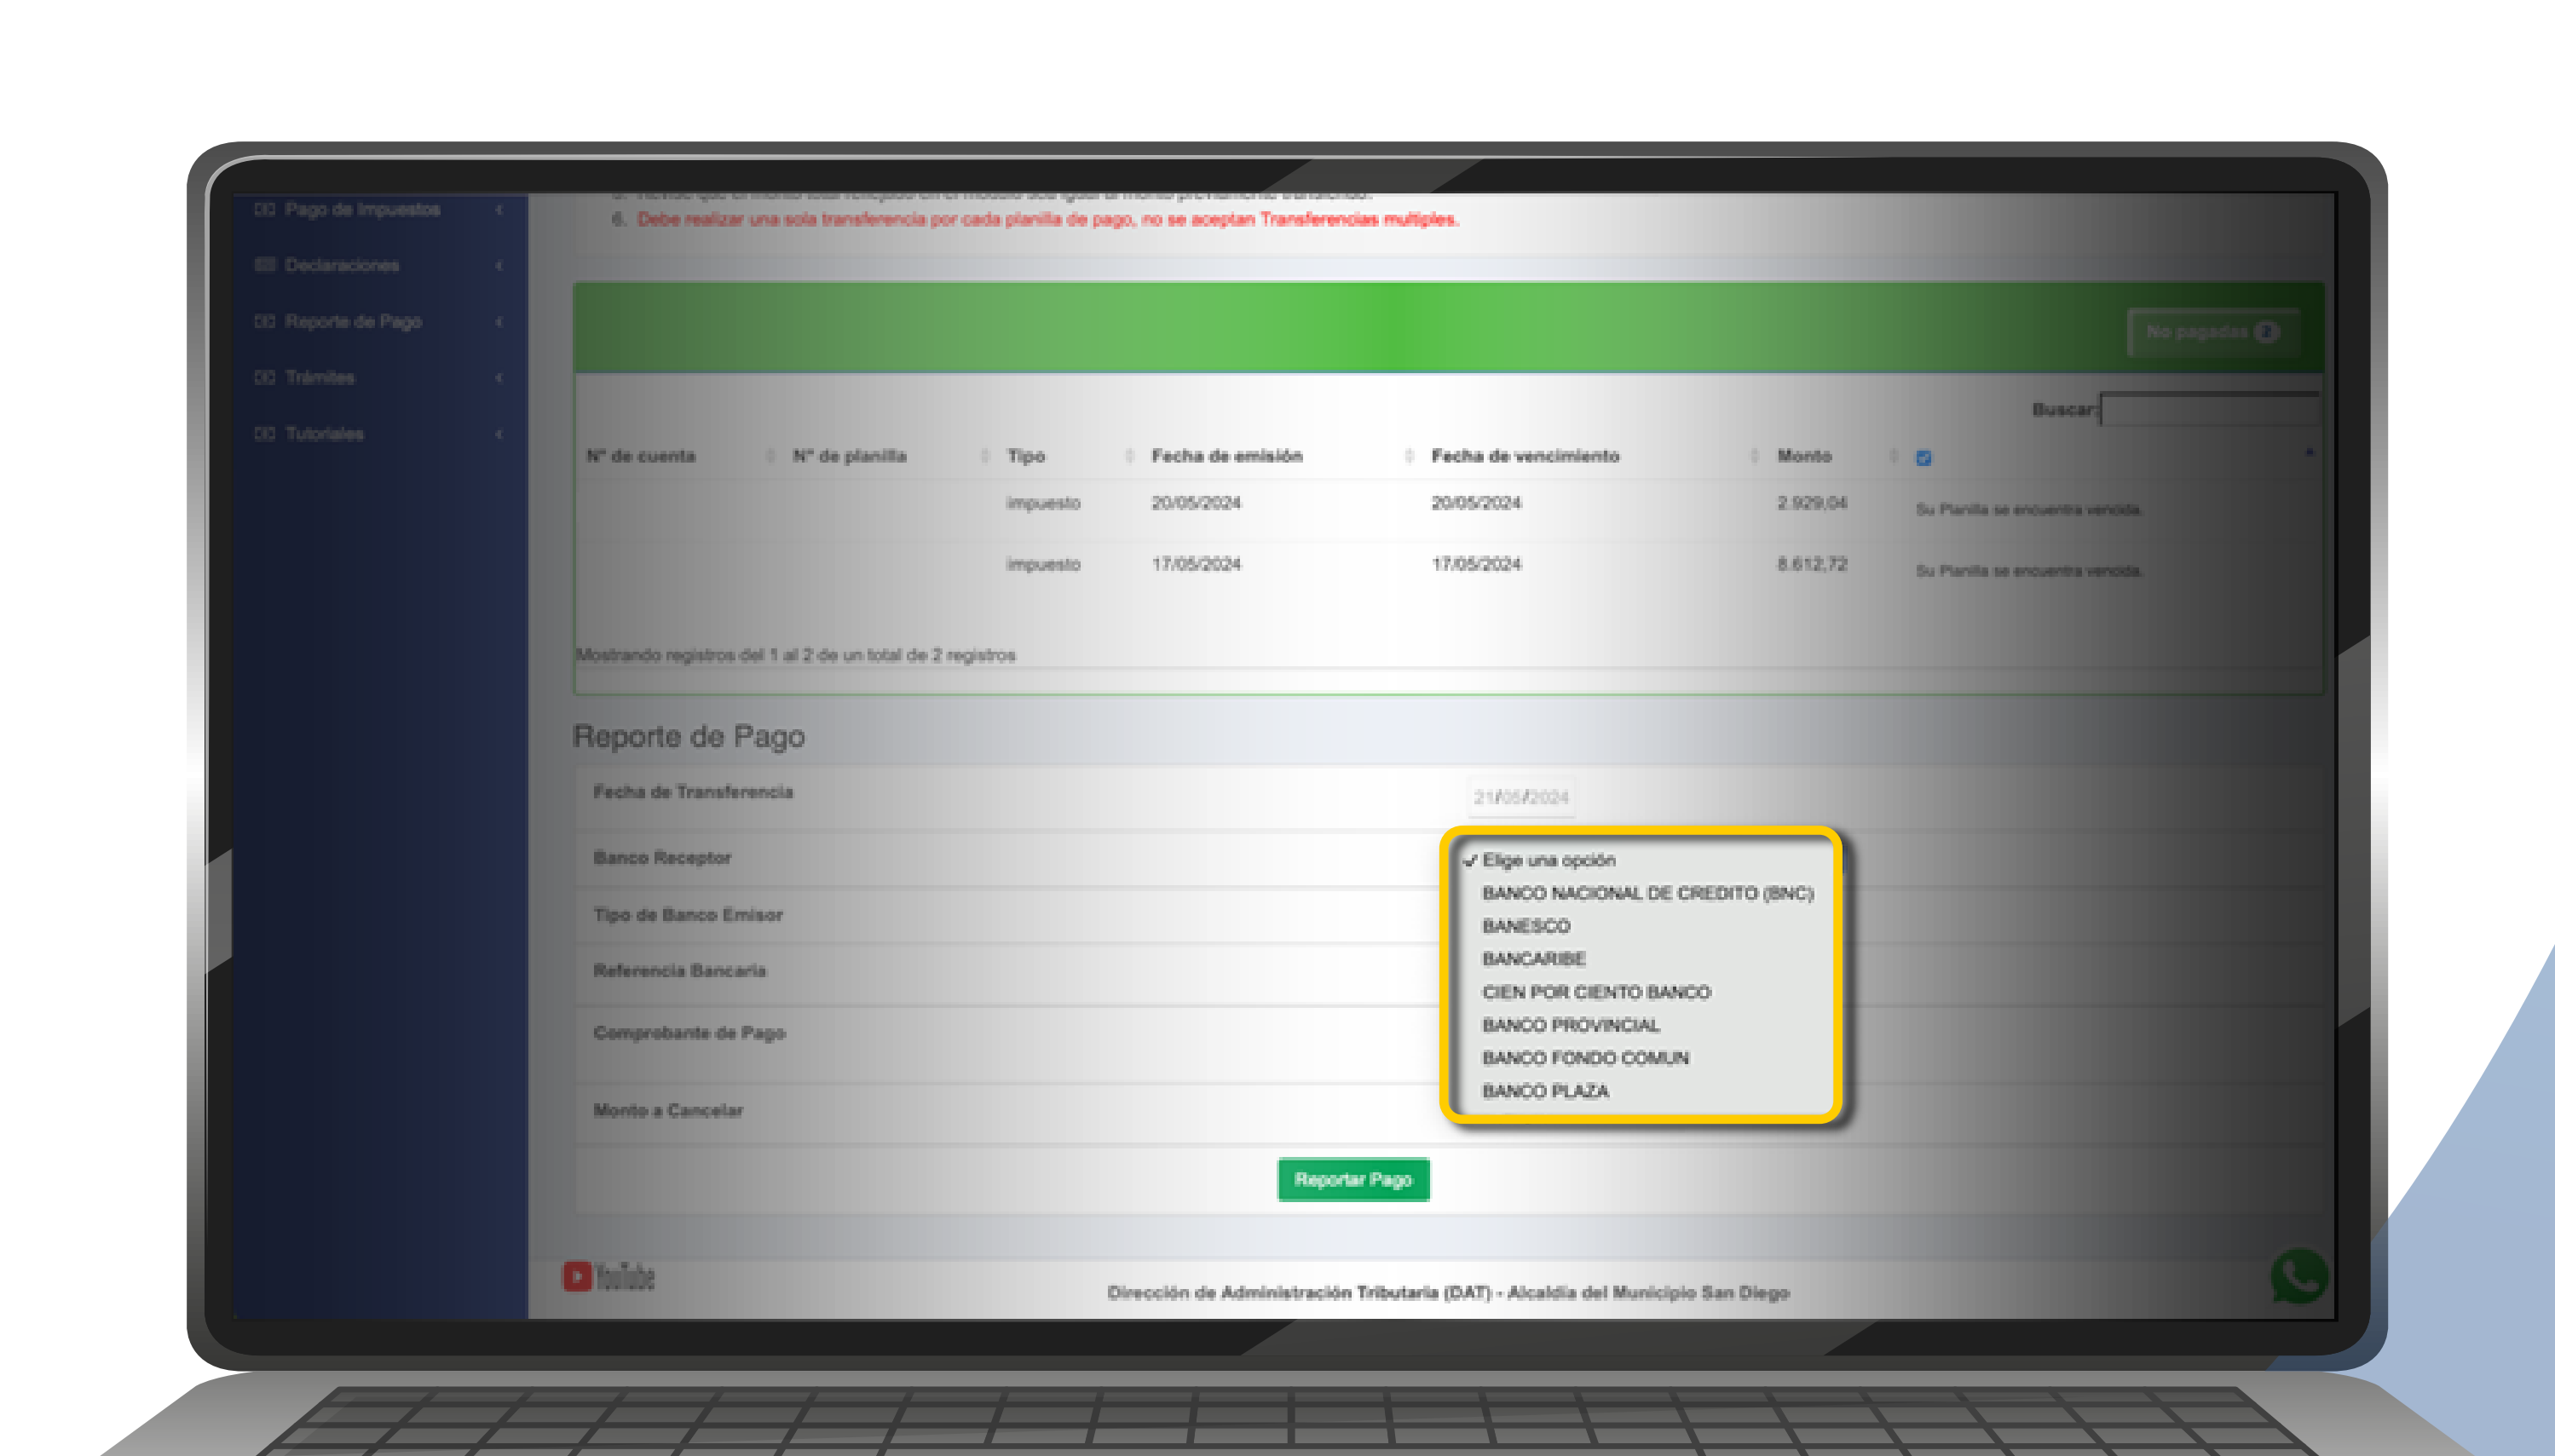 Pago de Impuestos
Declaraciones
Reporte de Pago
Trámites
Tutoriales
6. Debe realizar una sola transferencia por cada planilla de pago, no se aceptan Transferencias multiples.
No pagadas 2
Buscar:
N° de cuenta N° de planilla Tipo Fecha de emisión Fecha de vencimiento Monto
impuesto 20/05/2024 20/05/2024 2.929,04 Su Planilla se encuentra vencida.
impuesto 17/05/2024 17/05/2024 8.612,72 Su Planilla se encuentra vencida.
Mostrando registros del 1 al 2 de un total de 2 registros
Reporte de Pago
Fecha de Transferencia 21/05/2024
Banco Receptor
Tipo de Banco Emisor
Referencia Bancaria
Comprobante de Pago
Monto a Cancelar
✓ Elige una opción
BANCO NACIONAL DE CREDITO (BNC)
BANESCO
BANCARIBE
CIEN POR CIENTO BANCO
BANCO PROVINCIAL
BANCO FONDO COMUN
BANCO PLAZA
Reportar Pago
YouTube
Dirección de Administración Tributaria (DAT) - Alcaldía del Municipio San Diego